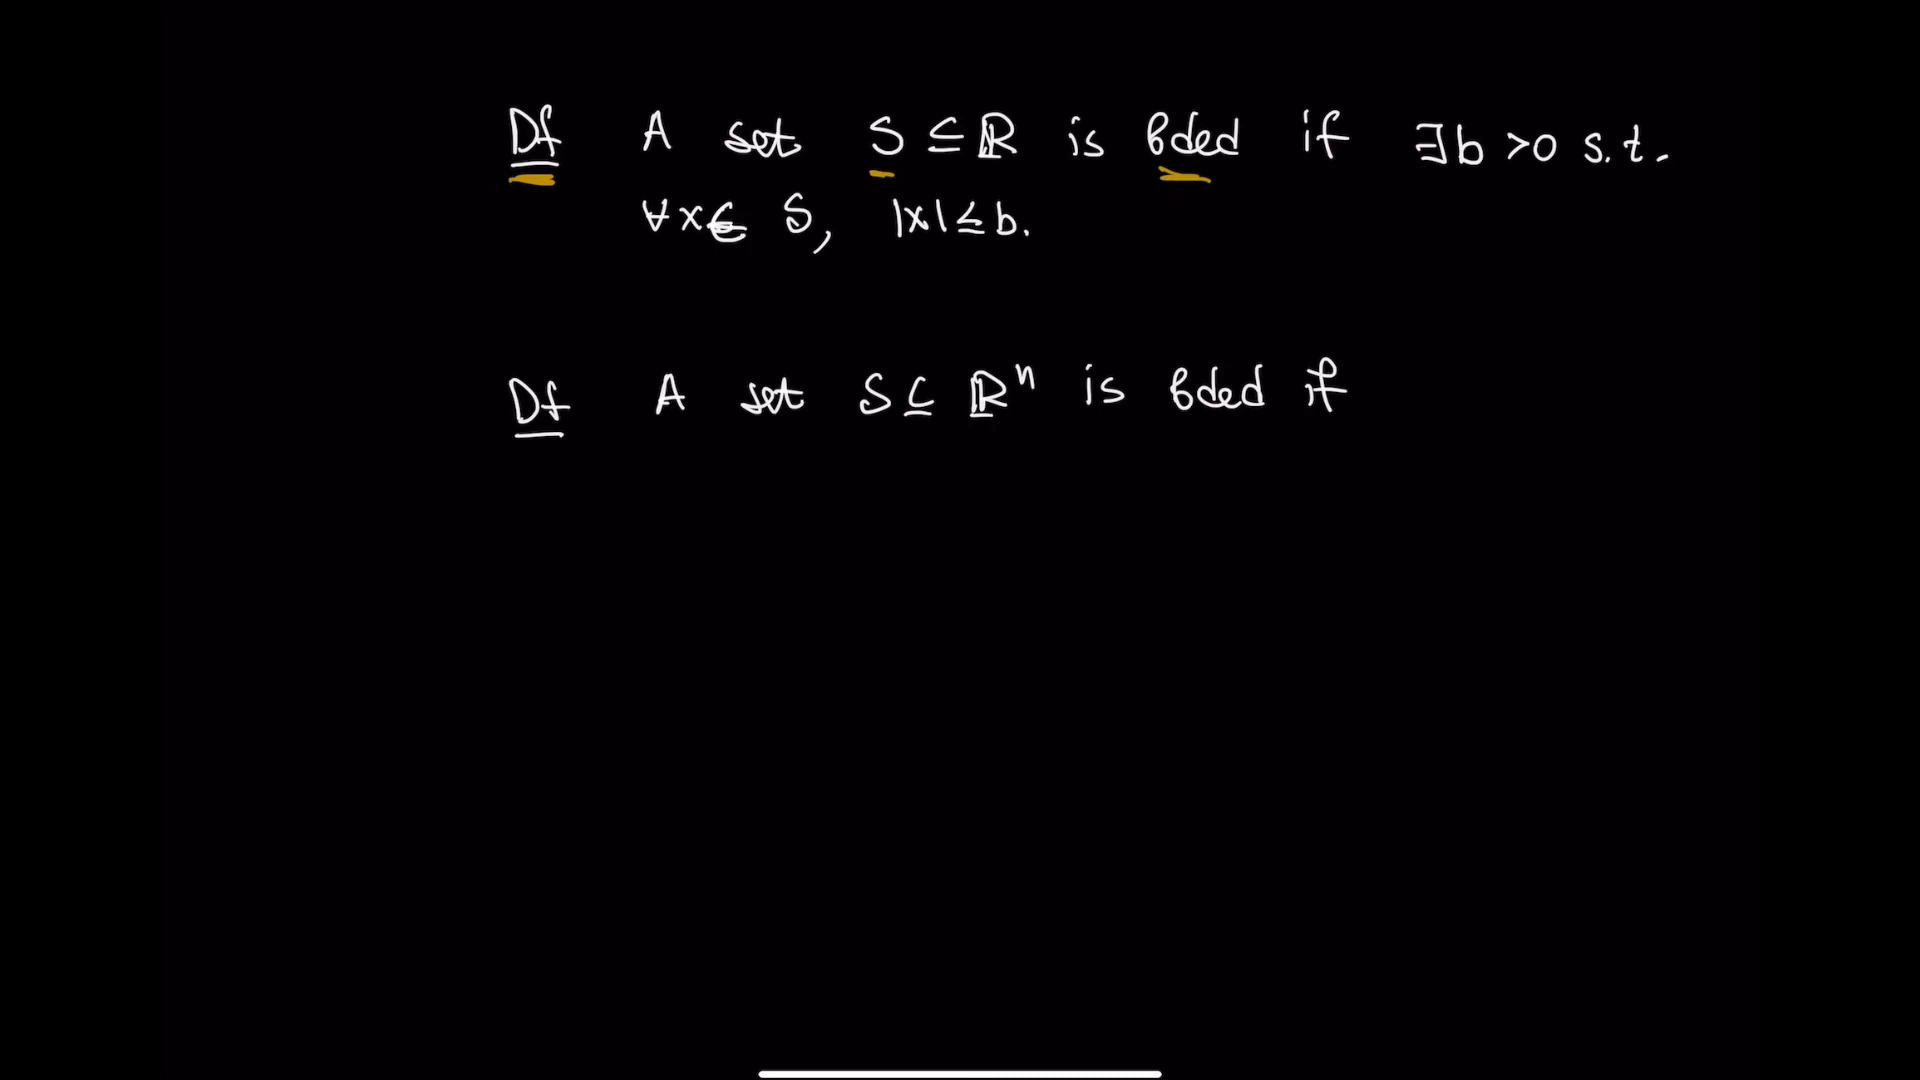 Df A set S ⊆ ℝ is bded if ∃b >0 s.t.
∀x∈ S, |x|≤b.
Df A set S ⊆ ℝⁿ is bded if